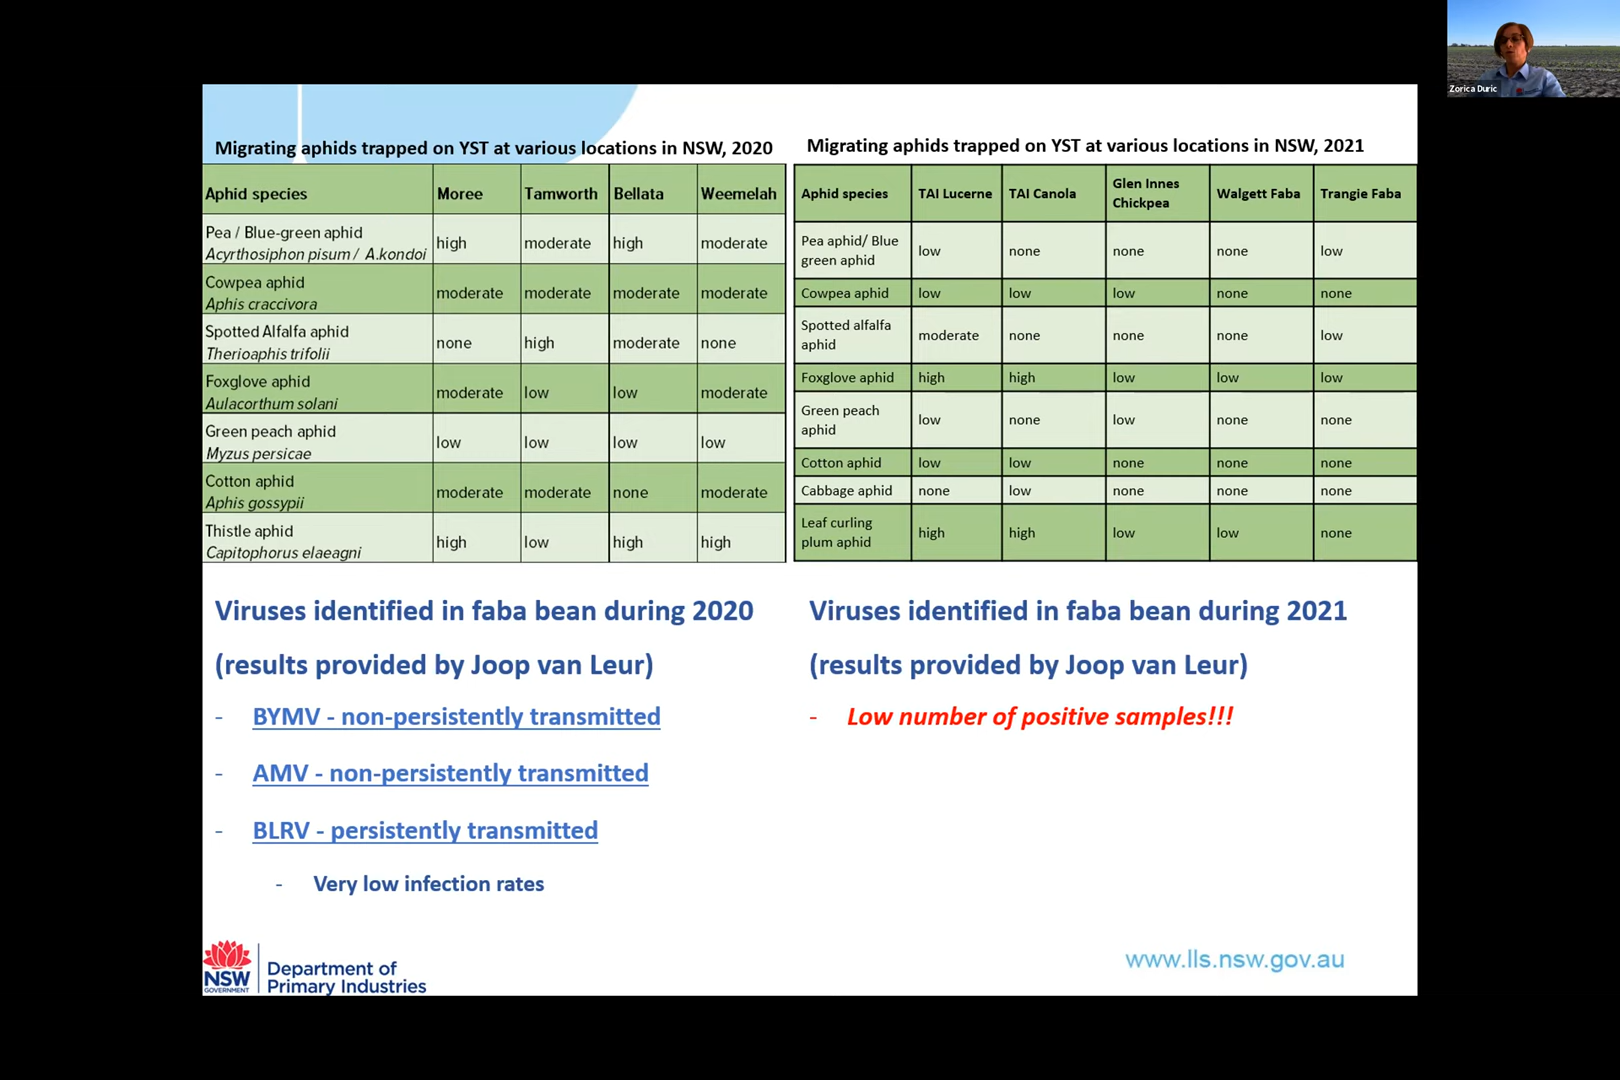 Zorica Duric
Migrating aphids trapped on YST at various locations in NSW, 2020
Aphid species Moree Tamworth Bellata Weemelah
Pea / Blue-green aphid
Acyrthosiphon pisum / A.kondoi high moderate high moderate
Cowpea aphid
Aphis craccivora moderate moderate moderate moderate
Spotted Alfalfa aphid
Therioaphis trifolii none high moderate none
Foxglove aphid
Aulacorthum solani moderate low low moderate
Green peach aphid
Myzus persicae low low low low
Cotton aphid
Aphis gossypii moderate moderate none moderate
Thistle aphid
Capitophorus elaeagni high low high high
Migrating aphids trapped on YST at various locations in NSW, 2021
Aphid species TAI Lucerne TAI Canola Glen Innes Chickpea Walgett Faba Trangie Faba
Pea aphid/ Blue
green aphid low none none none low
Cowpea aphid low low low none none
Spotted alfalfa
aphid moderate none none none low
Foxglove aphid high high low low low
Green peach
aphid low none low none none
Cotton aphid low low none none none
Cabbage aphid none low none none none
Leaf curling
plum aphid high high low low none
Viruses identified in faba bean during 2020
(results provided by Joop van Leur)
- BYMV - non-persistently transmitted
- AMV - non-persistently transmitted
- BLRV - persistently transmitted
- Very low infection rates
Viruses identified in faba bean during 2021
(results provided by Joop van Leur)
- Low number of positive samples!!!
NSW
GOVERNMENT
Department of
Primary Industries
www.lls.nsw.gov.au